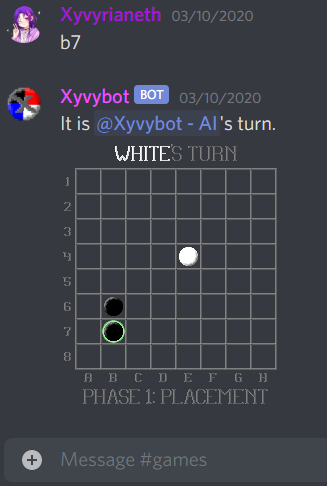 Xyvyrianeth 03/10/2020
b7
Xyvybot BOT 03/10/2020
It is @Xyvybot - AI's turn.
WHITE'S TURN
1
2
3
4
5
6
7
8
A B C D E F G H
PHASE 1: PLACEMENT
Message #games